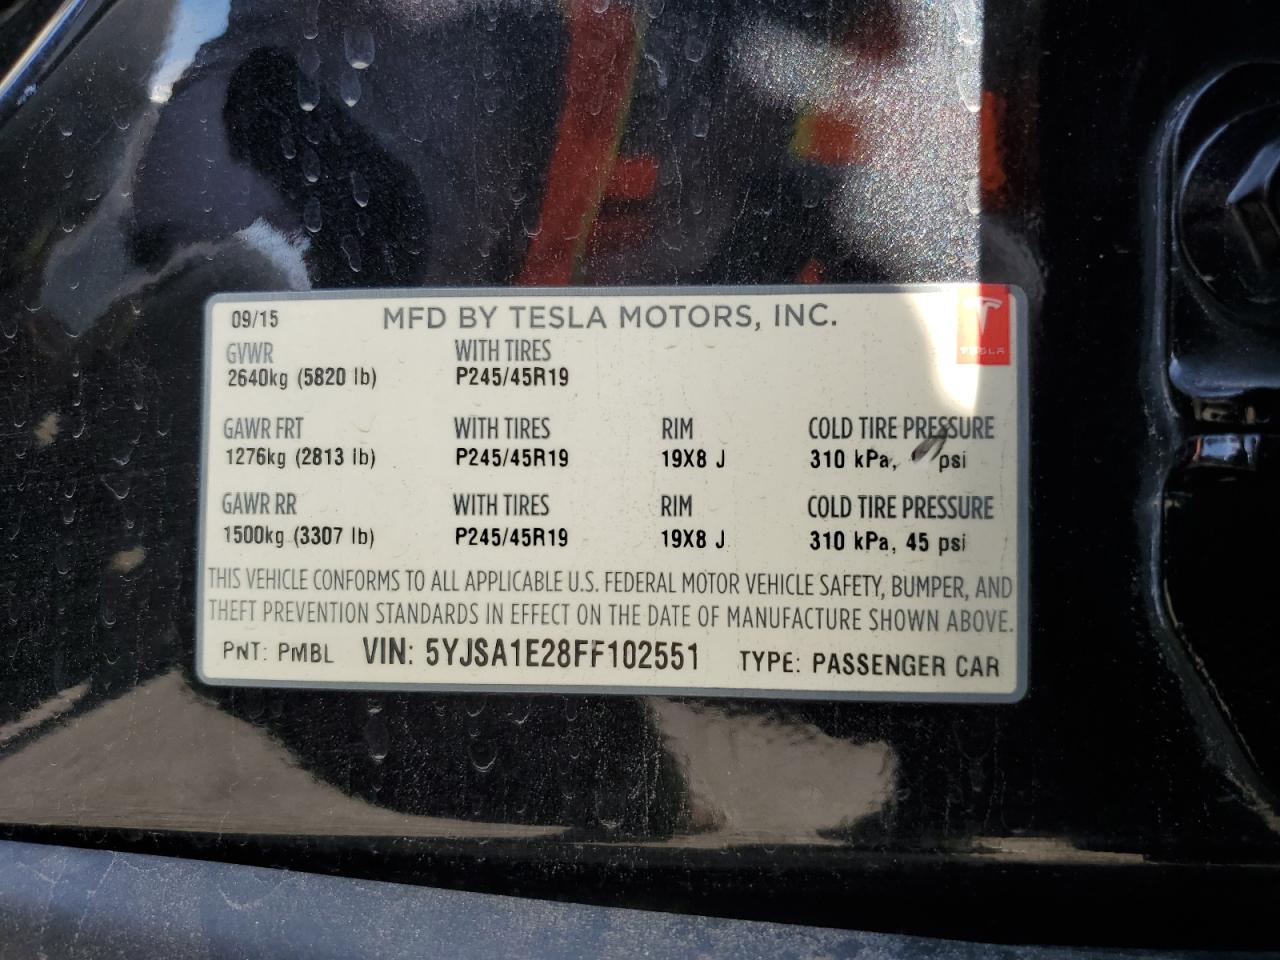 09/15 MFD BY TESLA MOTORS, INC.
TESLA
GVWR WITH TIRES
2640kg (5820 lb) P245/45R19
GAWR FRT WITH TIRES RIM COLD TIRE PRESSURE
1276kg (2813 lb) P245/45R19 19X8 J 310 kPa, psi
GAWR RR WITH TIRES RIM COLD TIRE PRESSURE
1500kg (3307 lb) P245/45R19 19X8 J 310 kPa, 45 psi
THIS VEHICLE CONFORMS TO ALL APPLICABLE U.S. FEDERAL MOTOR VEHICLE SAFETY, BUMPER, AND
THEFT PREVENTION STANDARDS IN EFFECT ON THE DATE OF MANUFACTURE SHOWN ABOVE.
PNT: PMBL VIN: 5YJSA1E28FF102551 TYPE: PASSENGER CAR